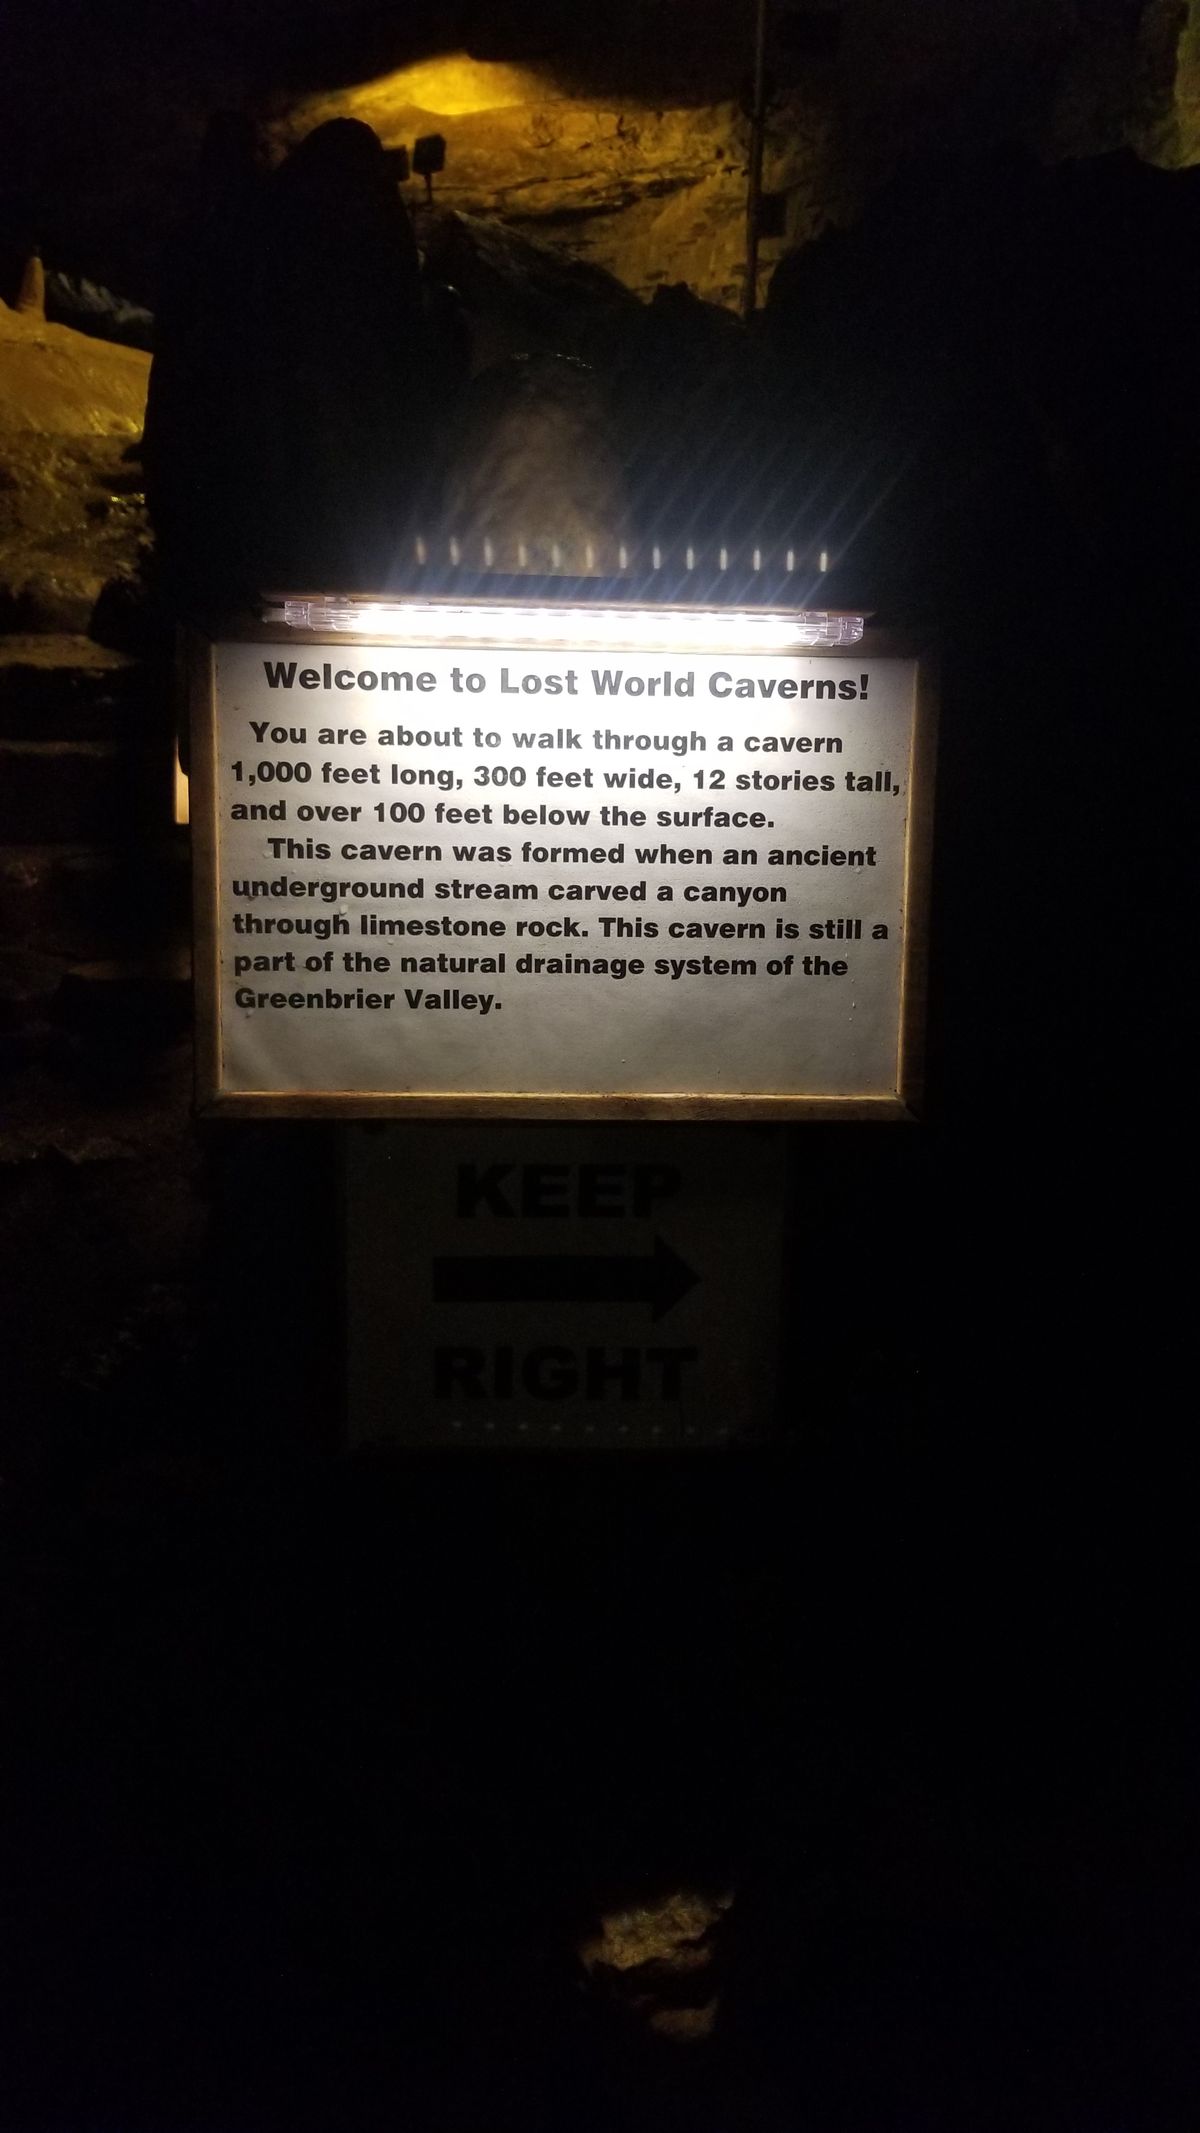 Welcome to Lost World Caverns!
You are about to walk through a cavern
1,000 feet long, 300 feet wide, 12 stories tall,
and over 100 feet below the surface.
This cavern was formed when an ancient
underground stream carved a canyon
through limestone rock. This cavern is still a
part of the natural drainage system of the
Greenbrier Valley.
KEEP
RIGHT